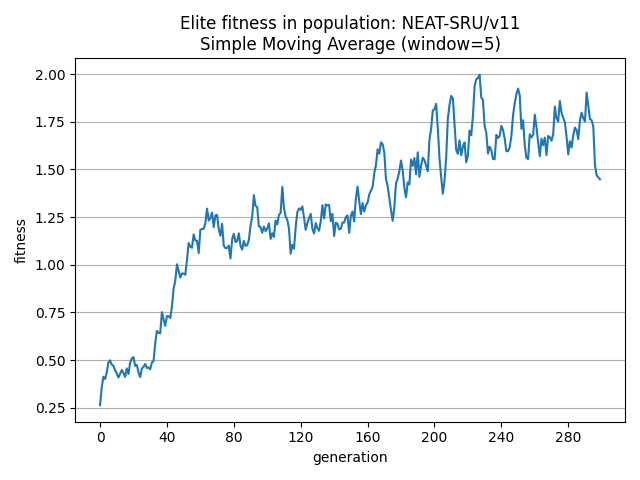 Elite fitness in population: NEAT-SRU/v11
Simple Moving Average (window=5)
2.00
1.75
1.50
1.25
1.00
0.75
0.50
0.25
fitness
0 40 80 120 160 200 240 280
generation